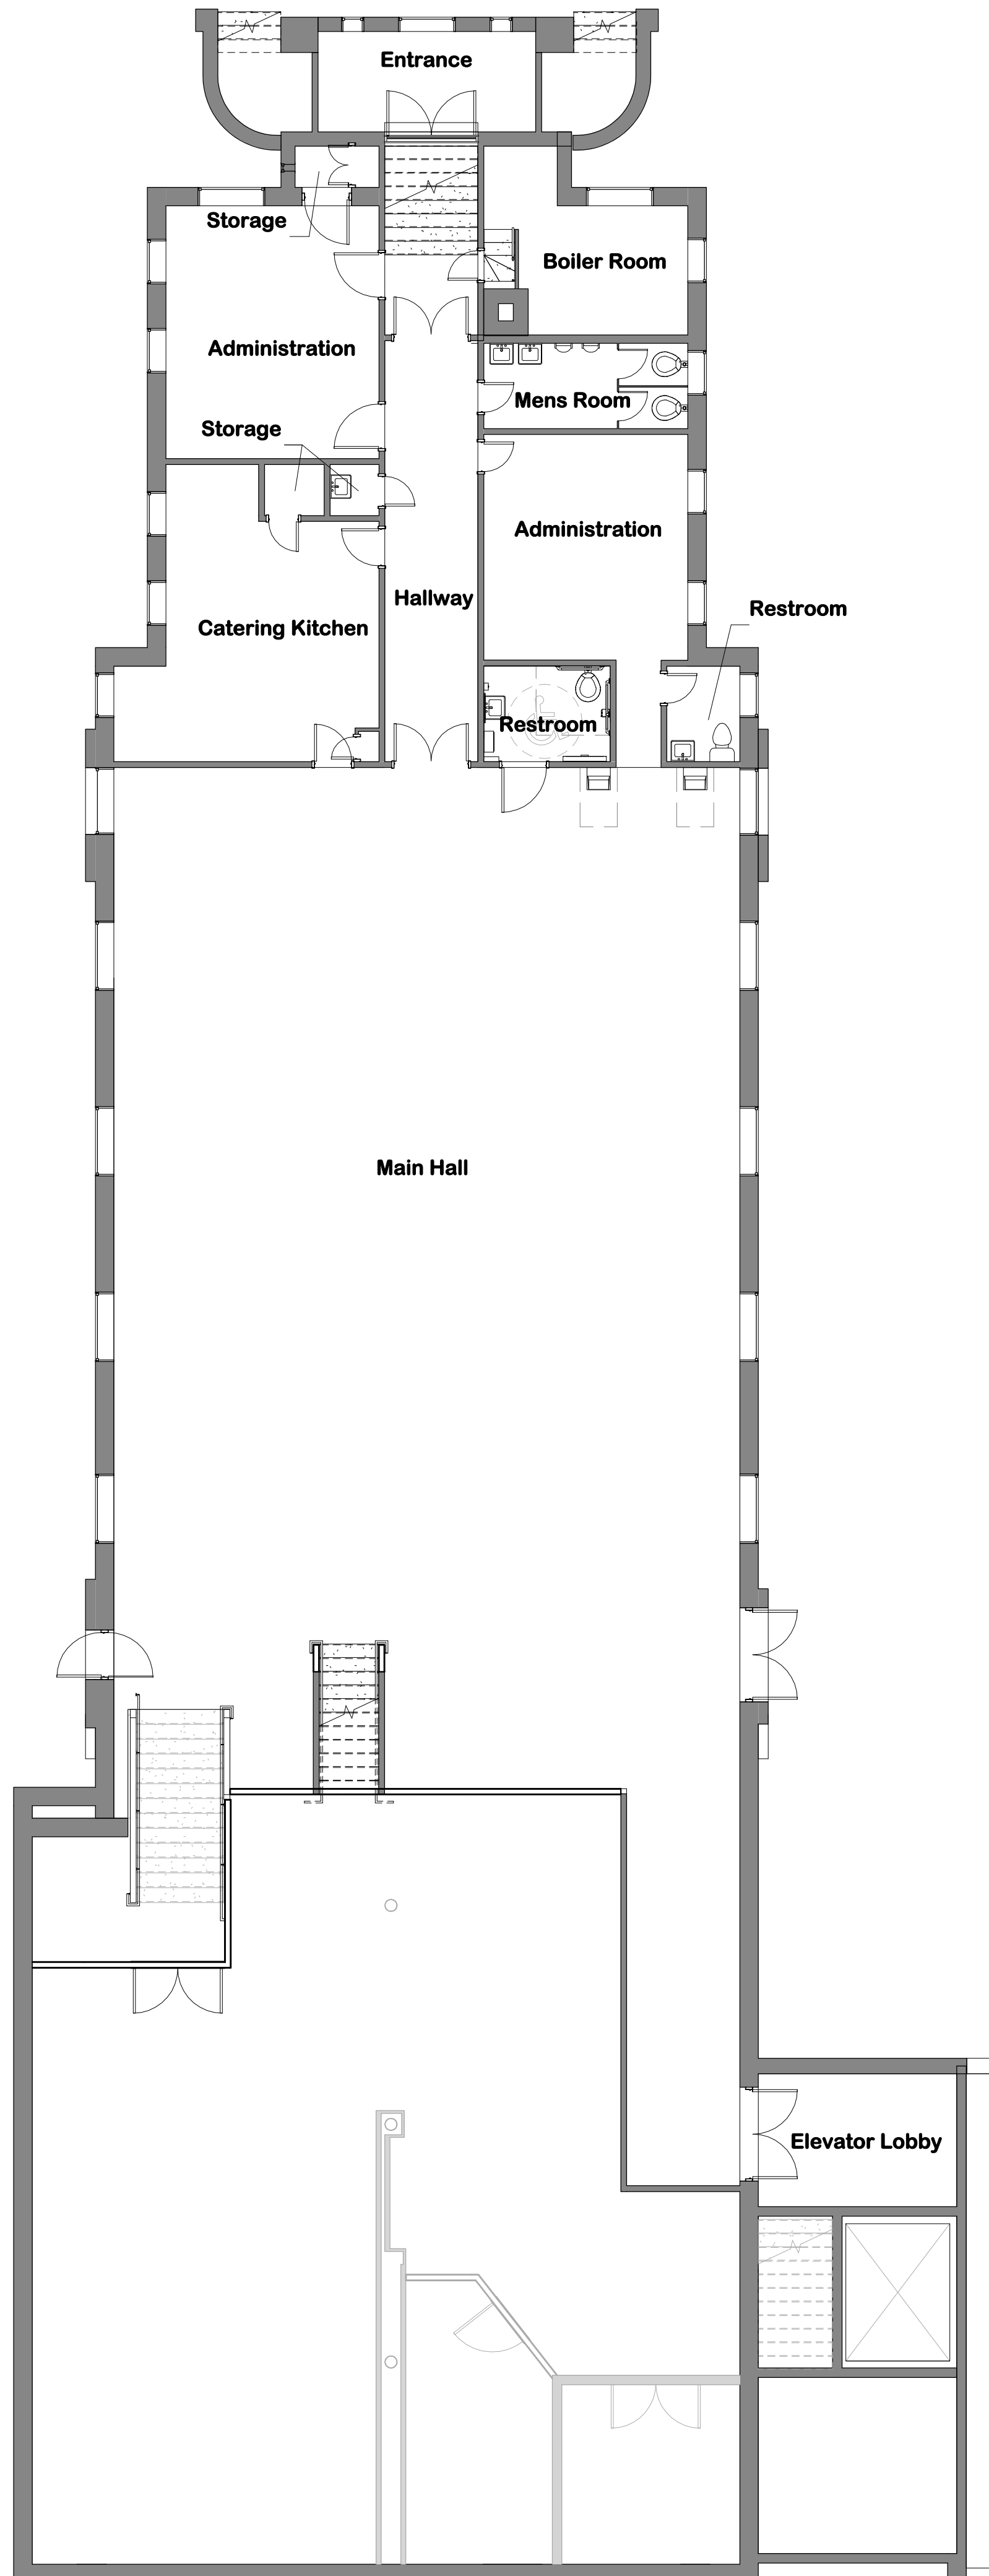 Entrance
Storage
Boiler Room
Administration
Mens Room
Storage
Administration
Hallway
Restroom
Catering Kitchen
Restroom
Main Hall
Elevator Lobby